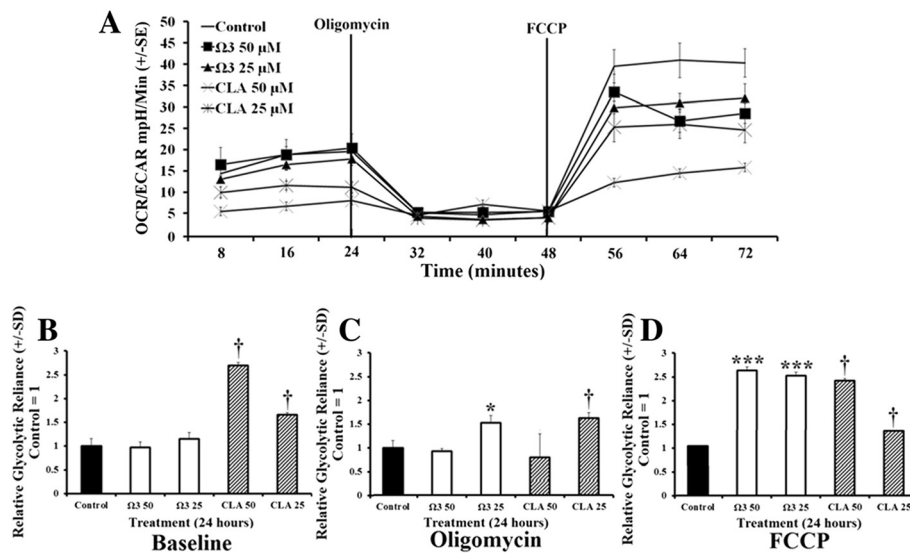 A
OCR/ECAR mpH/Min (+/-SE)
50
45
40
35
30
25
20
15
10
5
0
Control
Ω3 50 µM
Ω3 25 µM
CLA 50 µM
CLA 25 µM
Oligomycin
FCCP
8 16 24 32 40 48 56 64 72
Time (minutes)
B
Relative Glycolytic Reliance (+/-SD)
Control = 1
3
2.5
2
1.5
1
0.5
0
†
†
Control Ω3 50 Ω3 25 CLA 50 CLA 25
Treatment (24 hours)
Baseline
C
Relative Glycolytic Reliance (+/-SD)
Control = 1
3
2.5
2
1.5
1
0.5
0
*
†
Control Ω3 50 Ω3 25 CLA 50 CLA 25
Treatment (24 hours)
Oligomycin
D
Relative Glycolytic Reliance (+/-SD)
Control = 1
3
2.5
2
1.5
1
0.5
0
***
***
†
†
Control Ω3 50 Ω3 25 CLA 50 CLA 25
Treatment (24 hours)
FCCP